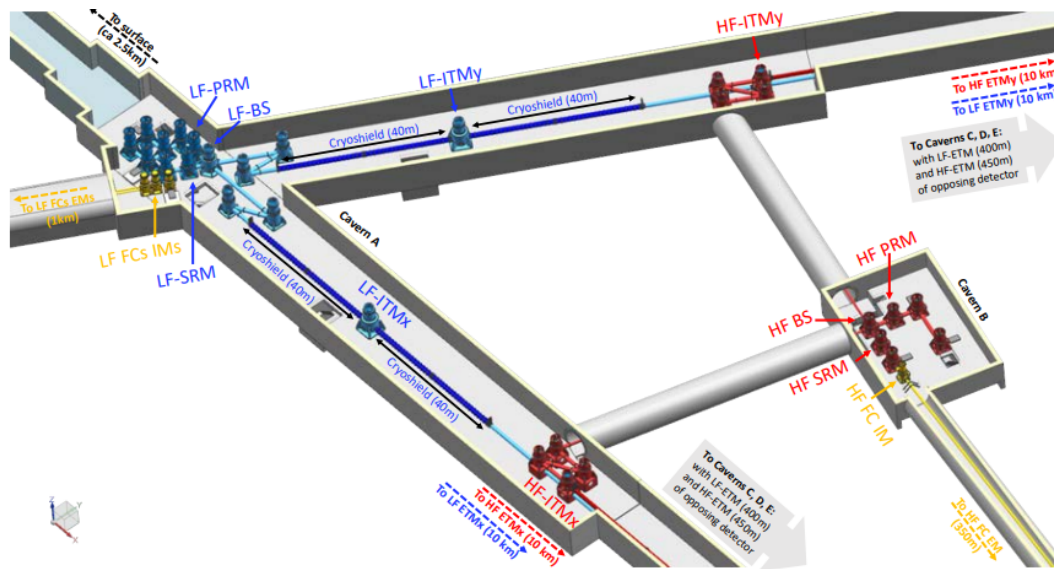 To surface
(ca 2.5km)
LF-PRM
LF-BS
LF-ITMy
HF-ITMy
Cryoshield (40m)
Cryoshield (40m)
To HF ETMy (10 km)
To LF ETMy (10 km)
To Caverns C, D, E:
with LF-ETM (400m)
and HF-ETM (450m)
of opposing detector
To LF FCs EMs
(1km)
LF FCs IMs
LF-SRM
Cavern A
Cryoshield (40m)
LF-ITMx
Cryoshield (40m)
HF PRM
HF BS
HF SRM
HF FC IM
Cavern B
HF-ITMx
To HF ETMx (10 km)
To LF ETMx (10 km)
To Caverns C, D, E:
with LF-ETM (400m)
and HF-ETM (450m)
of opposing detector
To HF FC EM
(350m)
Z
Y
X